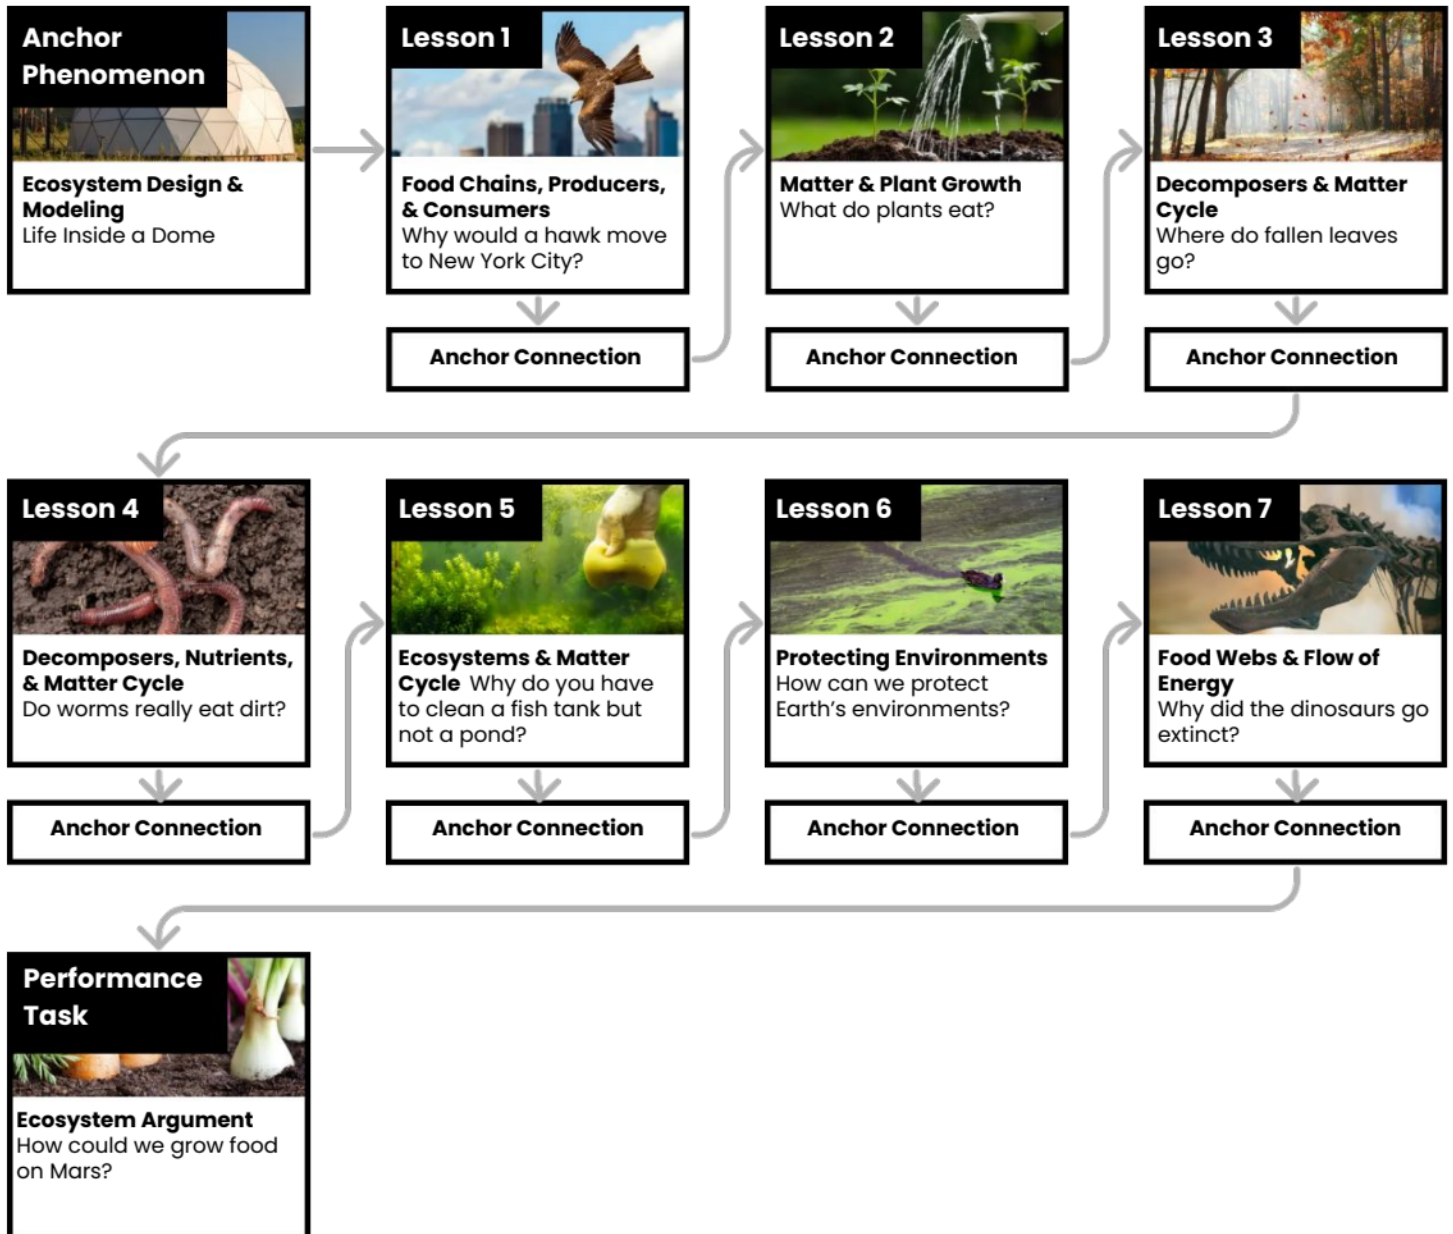 Anchor
Phenomenon
Ecosystem Design &
Modeling
Life Inside a Dome
Lesson 1
Food Chains, Producers,
& Consumers
Why would a hawk move
to New York City?
Anchor Connection
Lesson 2
Matter & Plant Growth
What do plants eat?
Anchor Connection
Lesson 3
Decomposers & Matter
Cycle
Where do fallen leaves
go?
Anchor Connection
Lesson 4
Decomposers, Nutrients,
& Matter Cycle
Do worms really eat dirt?
Anchor Connection
Lesson 5
Ecosystems & Matter
Cycle Why do you have
to clean a fish tank but
not a pond?
Anchor Connection
Lesson 6
Protecting Environments
How can we protect
Earth's environments?
Anchor Connection
Lesson 7
Food Webs & Flow of
Energy
Why did the dinosaurs go
extinct?
Anchor Connection
Performance
Task
Ecosystem Argument
How could we grow food
on Mars?